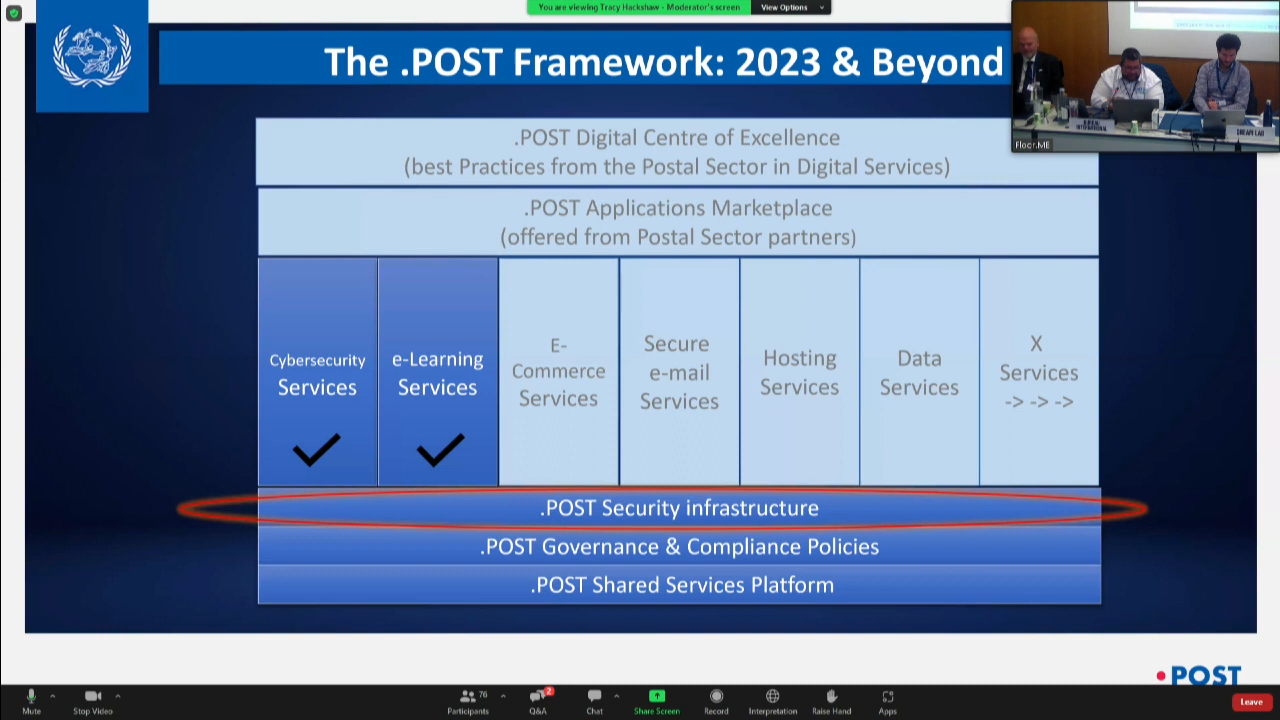 You are viewing Tracy Hackshaw - Moderator's screen
View Options
The .POST Framework: 2023 & Beyond
Floor.ME
BUREAU
INTERNATIONAL
DREAM LAB
.POST Digital Centre of Excellence
(best Practices from the Postal Sector in Digital Services)
.POST Applications Marketplace
(offered from Postal Sector partners)
Cybersecurity
Services
e-Learning
Services
E-
Commerce
Services
Secure
e-mail
Services
Hosting
Services
Data
Services
X
Services
-> -> ->
.POST Security infrastructure
.POST Governance & Compliance Policies
.POST Shared Services Platform
.POST
Mute
Stop Video
Participants
76
Q&A
2
Chat
Share Screen
Record
Interpretation
Raise Hand
Apps
Leave